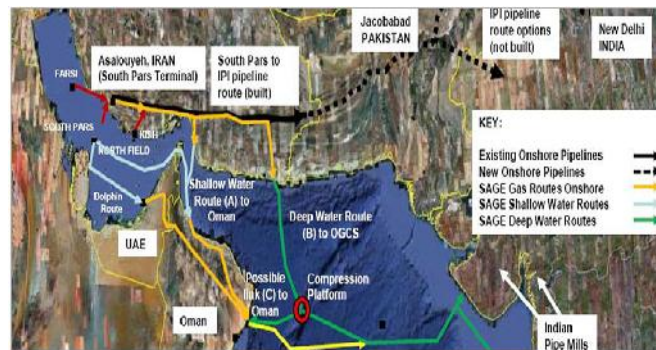 Jacobabad
PAKISTAN
IPI pipeline
route options
(not built)
New Delhi
INDIA
Asalouyeh, IRAN
(South Pars Terminal)
South Pars to
IPI pipeline
route (built)
FARSI
SOUTH PARS
KISH
NORTH FIELD
Dolphin
Route
Shallow Water
Route (A) to
Oman
Deep Water Route
(B) to OGCS
UAE
Possible
link (C) to
Oman
Compression
Platform
Oman
KEY:
Existing Onshore Pipelines
New Onshore Pipelines
SAGE Gas Routes Onshore
SAGE Shallow Water Routes
SAGE Deep Water Routes
Indian
Pipe Mills